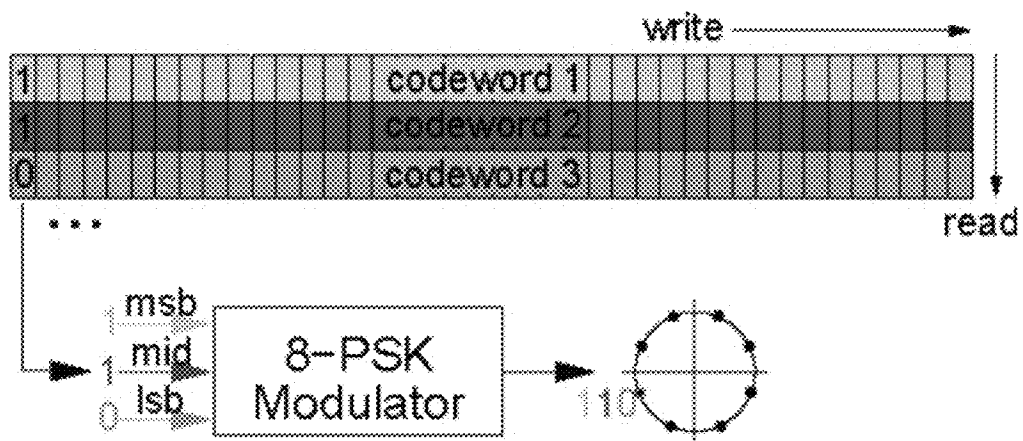 write
1 codeword 1
1 codeword 2
0 codeword 3
...
read
1 msb
1 mid
0 lsb
8-PSK
Modulator
110